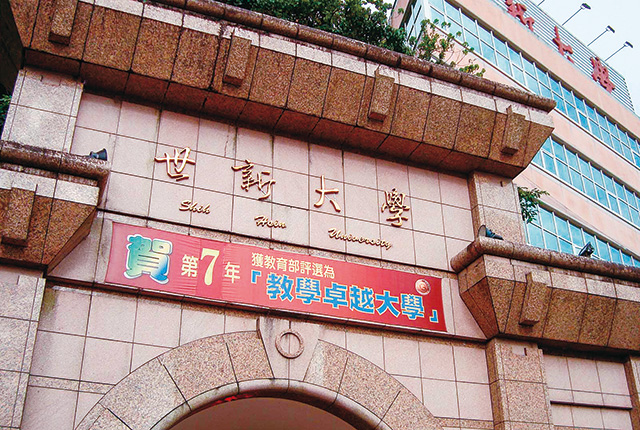 世新大學
Shih Hsin University
賀 第7年 獲教育部評選為
「教學卓越大學」